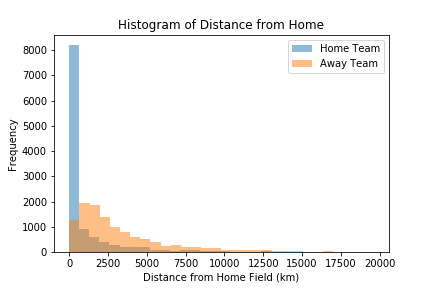 Histogram of Distance from Home
Home Team
Away Team
Frequency
8000
7000
6000
5000
4000
3000
2000
1000
0
0 2500 5000 7500 10000 12500 15000 17500 20000
Distance from Home Field (km)